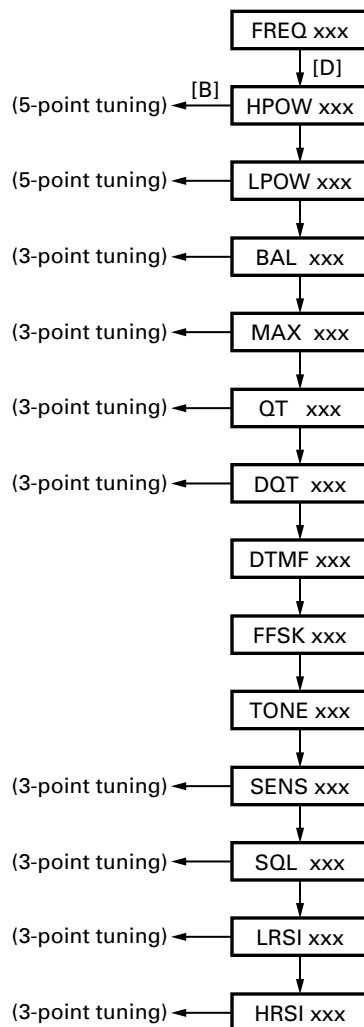 FREQ xxx
[D]
[B]
(5-point tuning) HPOW xxx
(5-point tuning) LPOW xxx
(3-point tuning) BAL xxx
(3-point tuning) MAX xxx
(3-point tuning) QT xxx
(3-point tuning) DQT xxx
DTMF xxx
FFSK xxx
TONE xxx
(3-point tuning) SENS xxx
(3-point tuning) SQL xxx
(3-point tuning) LRSI xxx
(3-point tuning) HRSI xxx